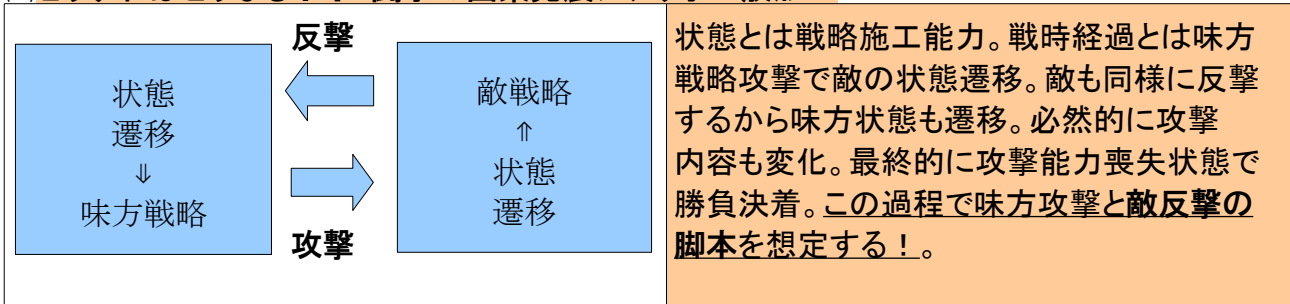 反撃
状態
遷移
⇓
味方戦略
敵戦略
⇑
状態
遷移
攻撃
状態とは戦略施工能力。戦時経過とは味方
戦略攻撃で敵の状態遷移。敵も同様に反撃
するから味方状態も遷移。必然的に攻撃
内容も変化。最終的に攻撃能力喪失状態で
勝負決着。この過程で味方攻撃と敵反撃の
脚本を想定する！。